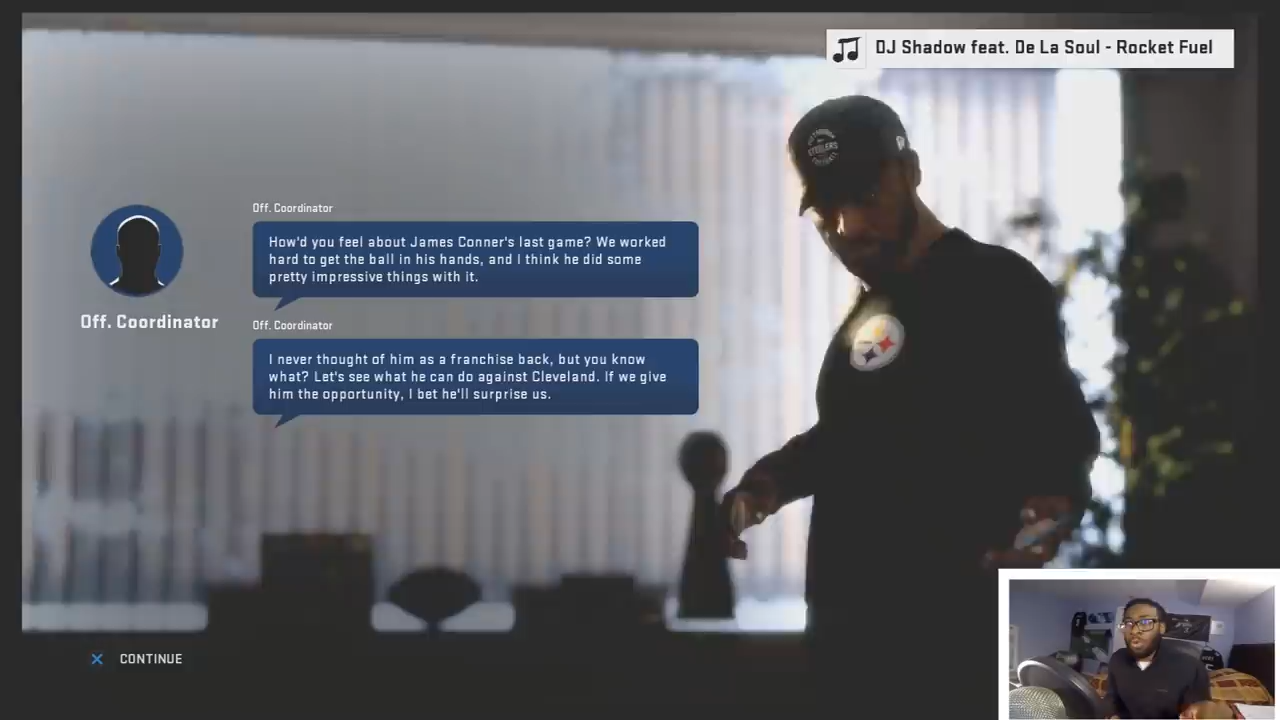 DJ Shadow feat. De La Soul - Rocket Fuel
STEELERS
Off. Coordinator
How'd you feel about James Conner's last game? We worked
hard to get the ball in his hands, and I think he did some
pretty impressive things with it.
Off. Coordinator
Off. Coordinator
I never thought of him as a franchise back, but you know
what? Let's see what he can do against Cleveland. If we give
him the opportunity, I bet he'll surprise us.
CONTINUE